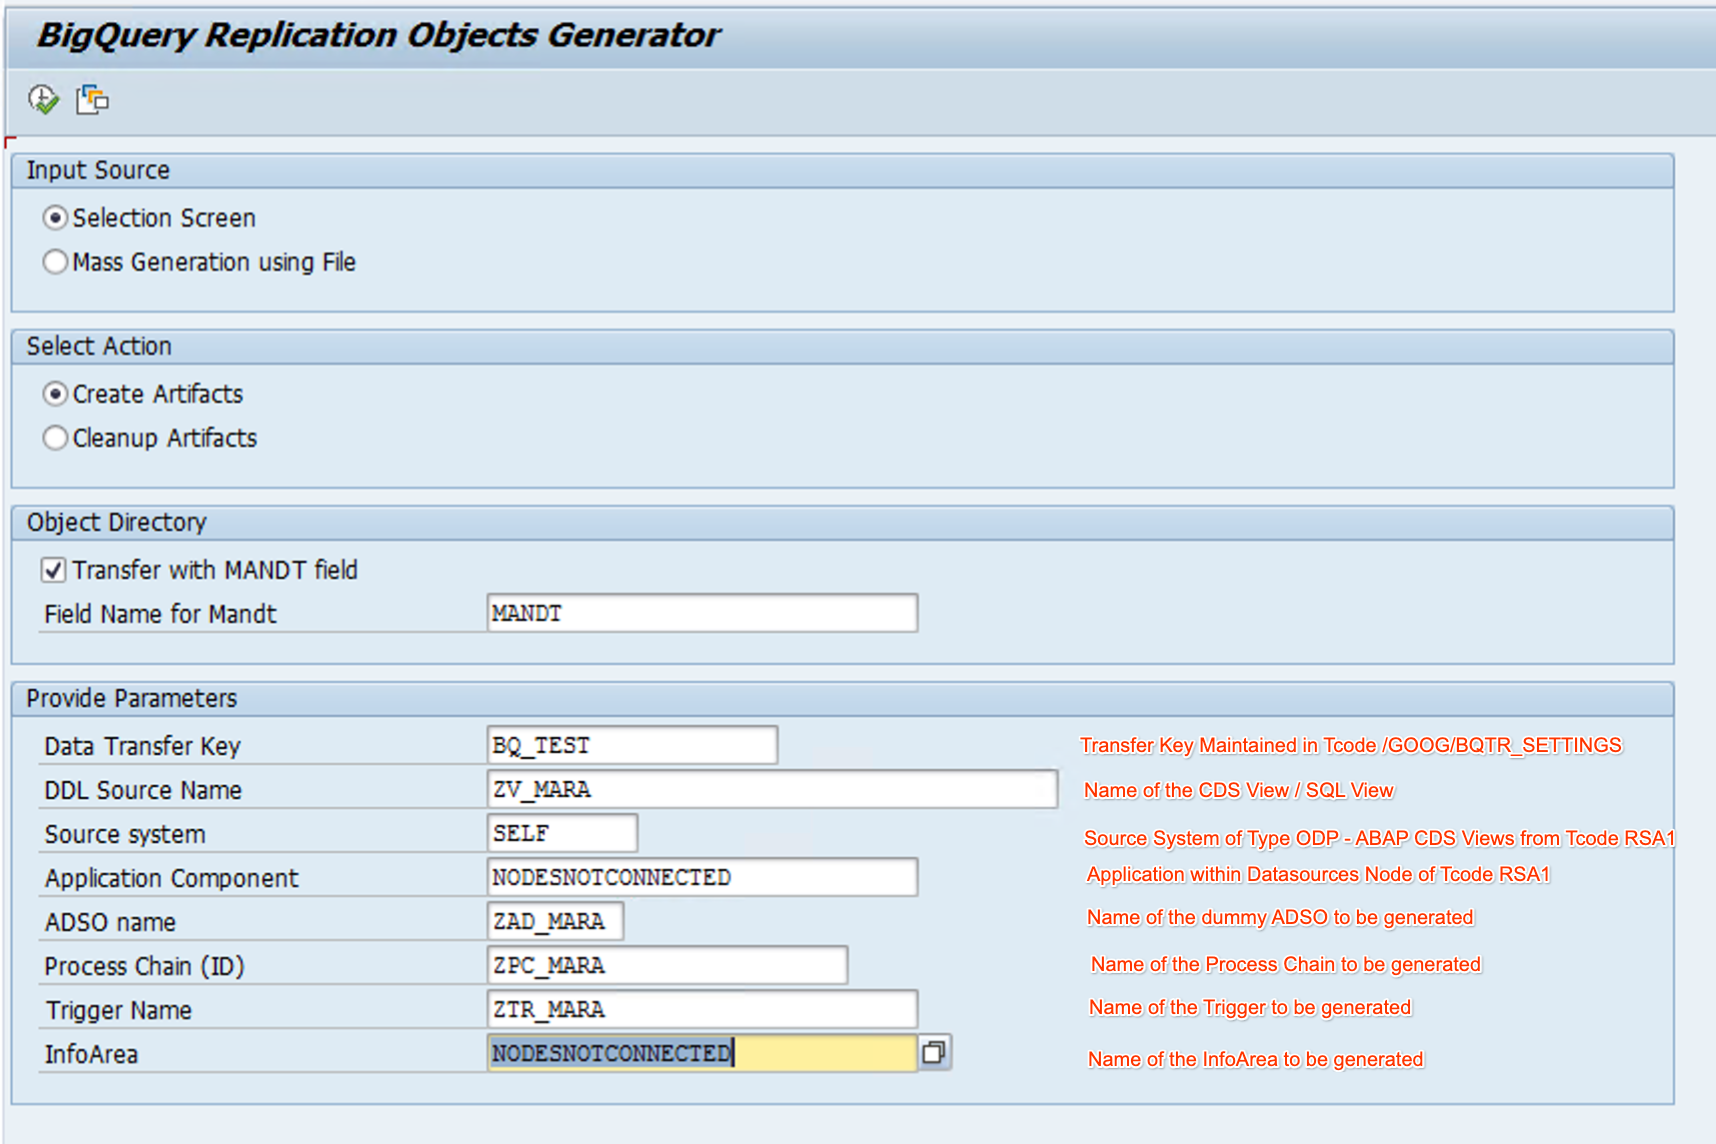 BigQuery Replication Objects Generator
Input Source
Selection Screen
Mass Generation using File
Select Action
Create Artifacts
Cleanup Artifacts
Object Directory
Transfer with MANDT field
Field Name for Mandt MANDT
Provide Parameters
Data Transfer Key BQ_TEST Transfer Key Maintained in Tcode /GOOG/BQTR_SETTINGS
DDL Source Name ZV_MARA Name of the CDS View / SQL View
Source system SELF Source System of Type ODP - ABAP CDS Views from Tcode RSA1
Application Component NODESNOTCONNECTED Application within Datasources Node of Tcode RSA1
ADSO name ZAD_MARA Name of the dummy ADSO to be generated
Process Chain (ID) ZPC_MARA Name of the Process Chain to be generated
Trigger Name ZTR_MARA Name of the Trigger to be generated
InfoArea NODESNOTCONNECTED Name of the InfoArea to be generated